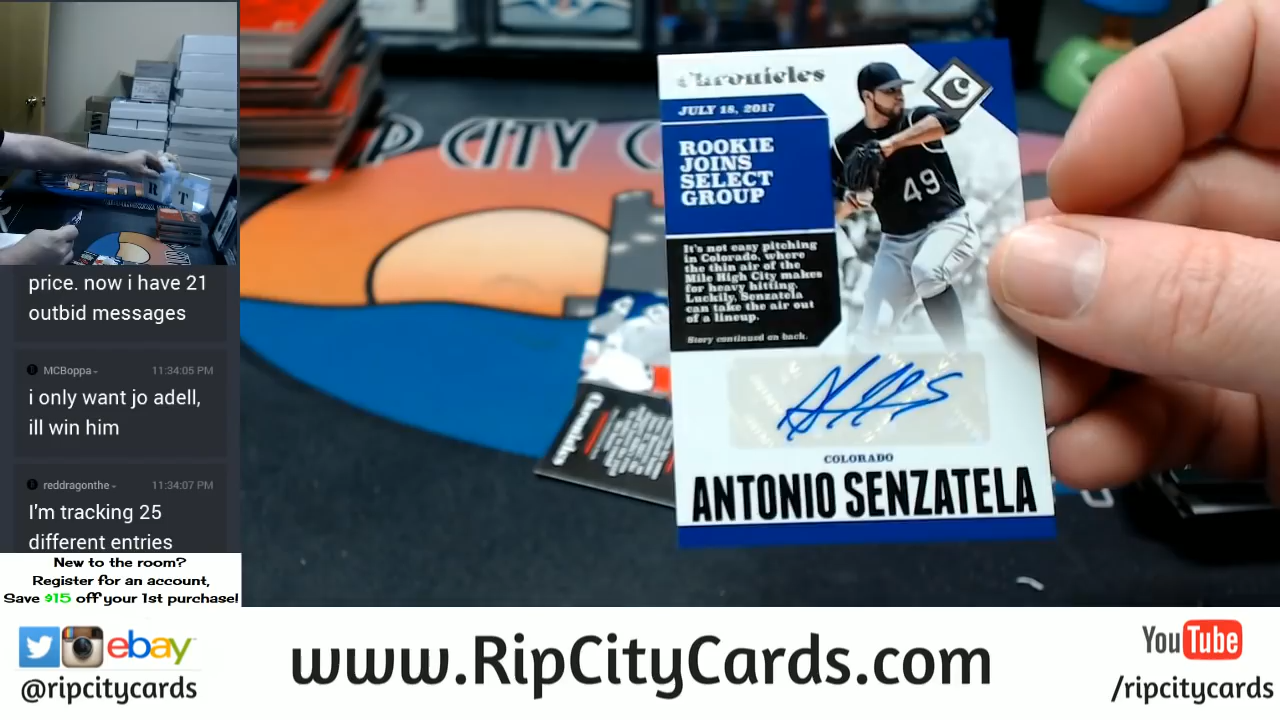 price. now i have 21
outbid messages
MCBoppa
11:34:05 PM
i only want jo adell,
ill win him
reddragonthe
11:34:07 PM
I'm tracking 25
different entries
New to the room?
Register for an account,
Save $15 off your 1st purchase!
P CITY C
Chronicles
JULY 18, 2017
ROOKIE
JOINS
SELECT
GROUP
It's not easy pitching
in Colorado, where
the thin air of the
Mile High City makes
for heavy hitting.
Luckily, Senzatela
can take the air out
of a lineup.
Story continued on back.
C
49
COLORADO
ANTONIO SENZATELA
Chronicles
ebay
@ripcitycards
www.RipCityCards.com
YouTube
/ripcitycards